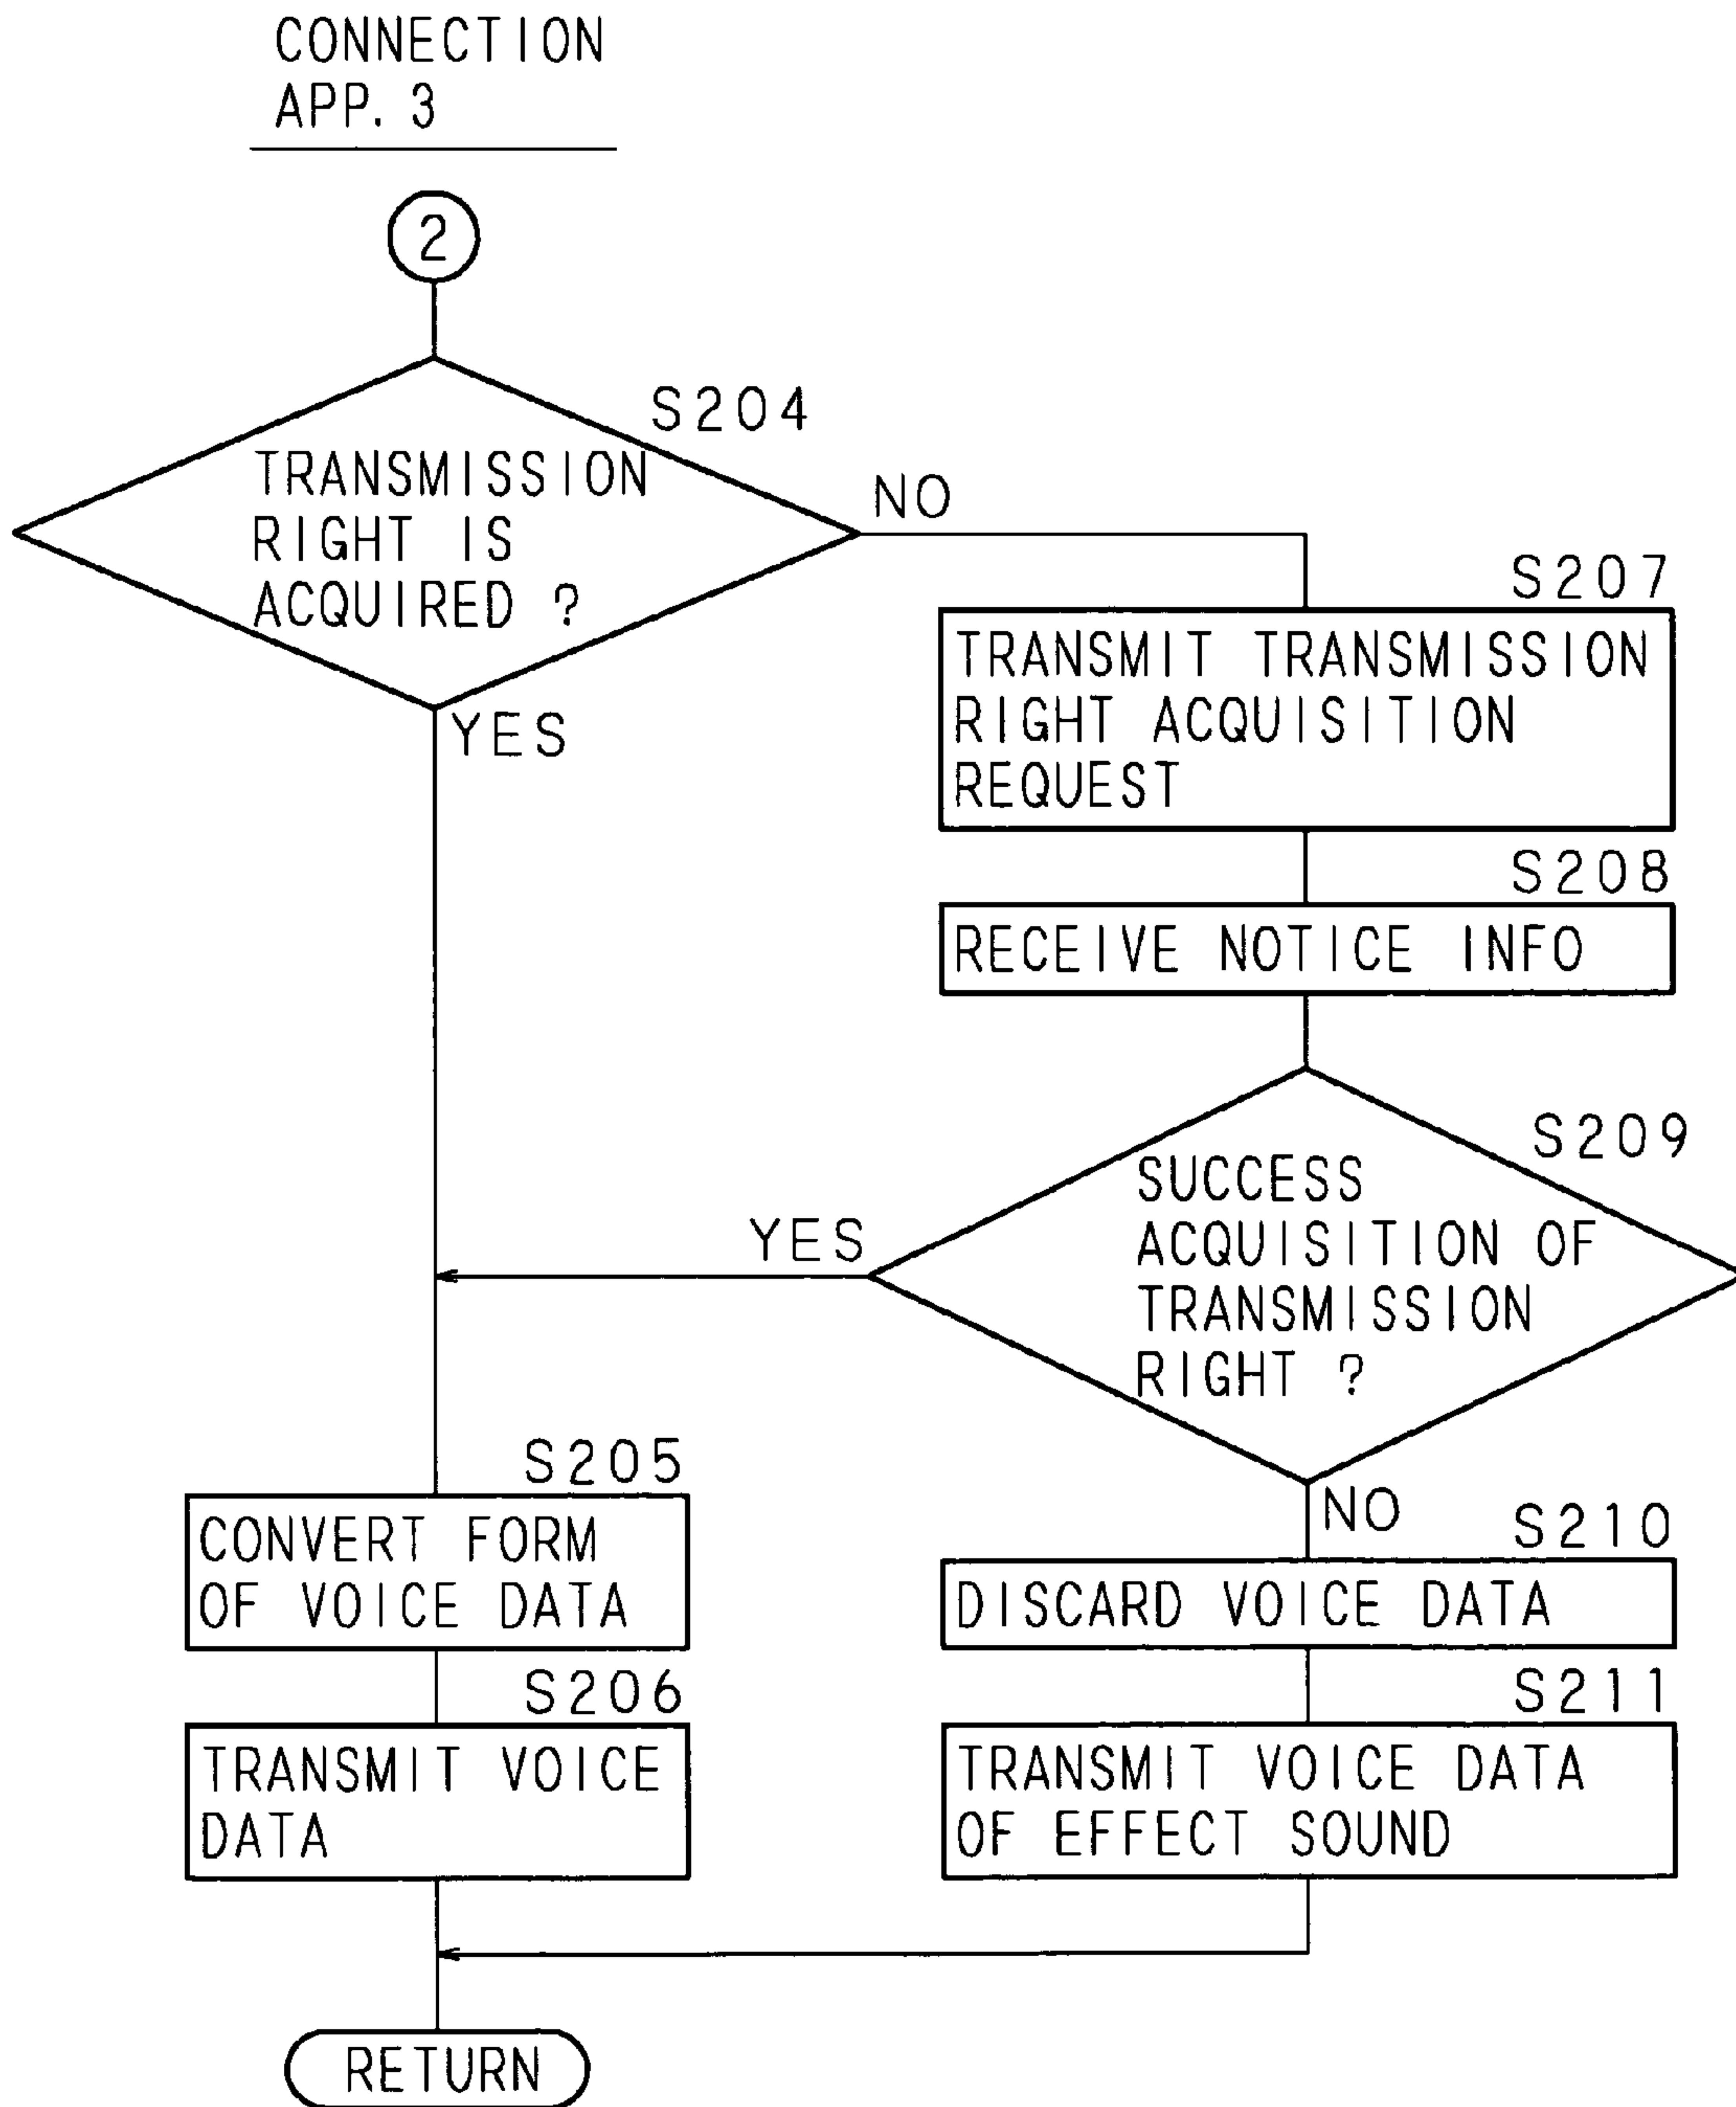 CONNECTION
APP. 3
2
S204
TRANSMISSION
RIGHT IS
ACQUIRED ?
NO
YES
S207
TRANSMIT TRANSMISSION
RIGHT ACQUISITION
REQUEST
S208
RECEIVE NOTICE INFO
S209
SUCCESS
ACQUISITION OF
TRANSMISSION
RIGHT ?
YES
NO
S205
CONVERT FORM
OF VOICE DATA
S206
TRANSMIT VOICE
DATA
S210
DISCARD VOICE DATA
S211
TRANSMIT VOICE DATA
OF EFFECT SOUND
RETURN